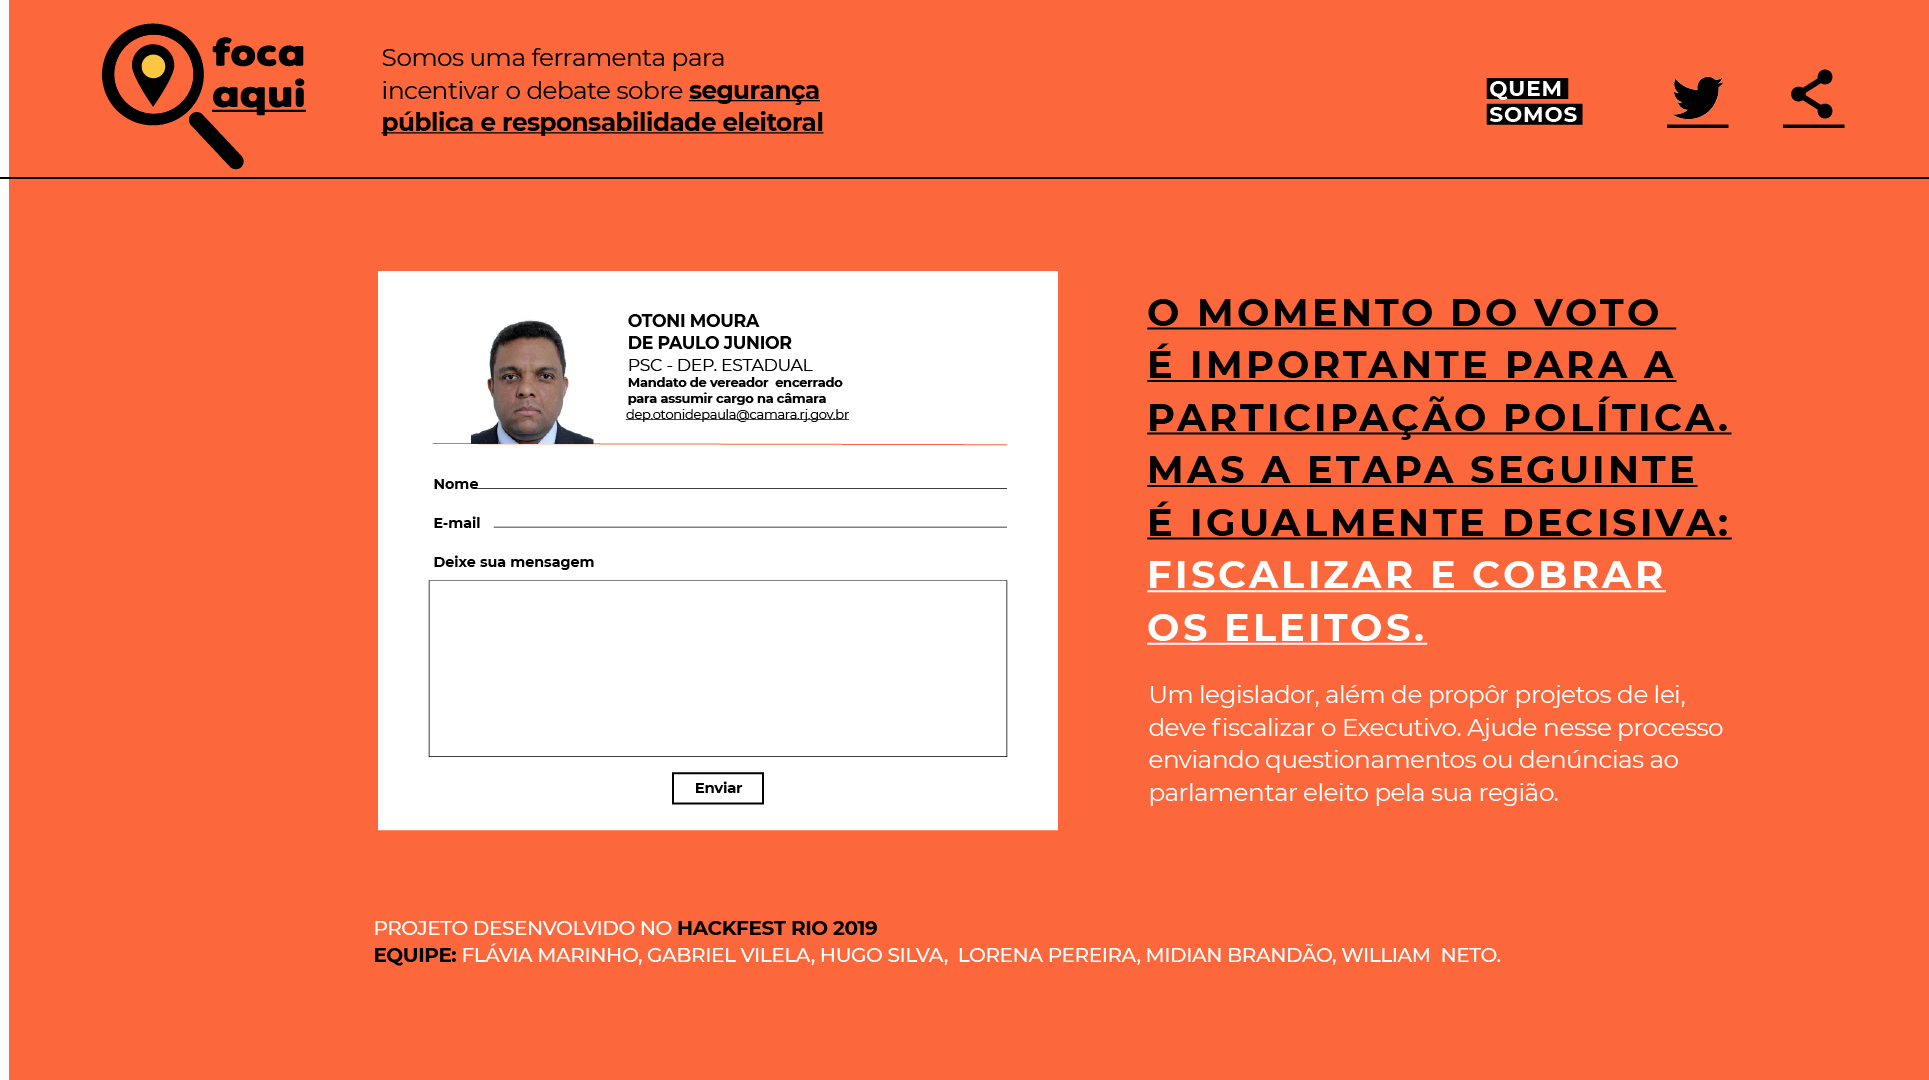 foca
aqui
Somos uma ferramenta para
incentivar o debate sobre segurança
pública e responsabilidade eleitoral
QUEM
SOMOS
OTONI MOURA
DE PAULO JUNIOR
PSC - DEP. ESTADUAL
Mandato de vereador encerrado
para assumir cargo na câmara
dep.otonidepaula@camara.rj.gov.br
Nome
E-mail
Deixe sua mensagem
Enviar
O MOMENTO DO VOTO
É IMPORTANTE PARA A
PARTICIPAÇÃO POLÍTICA.
MAS A ETAPA SEGUINTE
É IGUALMENTE DECISIVA:
FISCALIZAR E COBRAR
OS ELEITOS.
Um legislador, além de propôr projetos de lei,
deve fiscalizar o Executivo. Ajude nesse processo
enviando questionamentos ou denúncias ao
parlamentar eleito pela sua região.
PROJETO DESENVOLVIDO NO HACKFEST RIO 2019
EQUIPE: FLÁVIA MARINHO, GABRIEL VILELA, HUGO SILVA, LORENA PEREIRA, MIDIAN BRANDÃO, WILLIAM NETO.